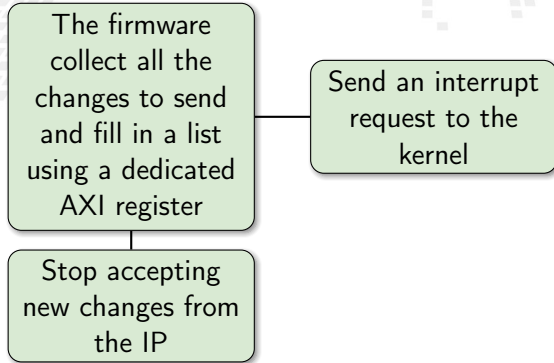 The firmware
collect all the
changes to send
and fill in a list
using a dedicated
AXI register
Send an interrupt
request to the
kernel
Stop accepting
new changes from
the IP